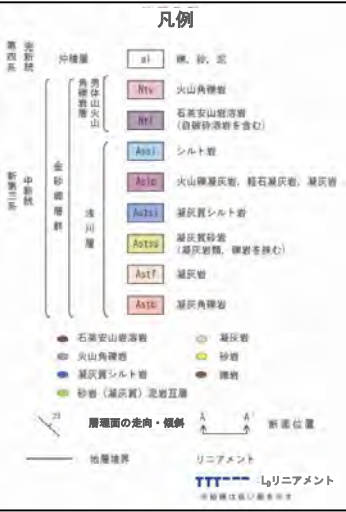 凡例
第四系
完新統
沖積層
al
礫、砂、泥
新第三系
中新統
金砂郷層群
男体山火山角礫岩層
Ntv
火山角礫岩
Ntl
石英安山岩溶岩
(自破砕溶岩を含む)
浅川層
シルト岩
火山礫凝灰岩、軽石凝灰岩、凝灰岩
凝灰質シルト岩
凝灰質砂岩
(凝灰岩類、礫岩を挟む)
Astf
凝灰岩
Astb
凝灰角礫岩
石英安山岩溶岩
凝灰岩
火山角礫岩
砂岩
凝灰質シルト岩
礫岩
砂岩(凝灰質)泥岩互層
層理面の走向・傾斜
A A'
断面位置
地層境界
リニアメント
LDリニアメント